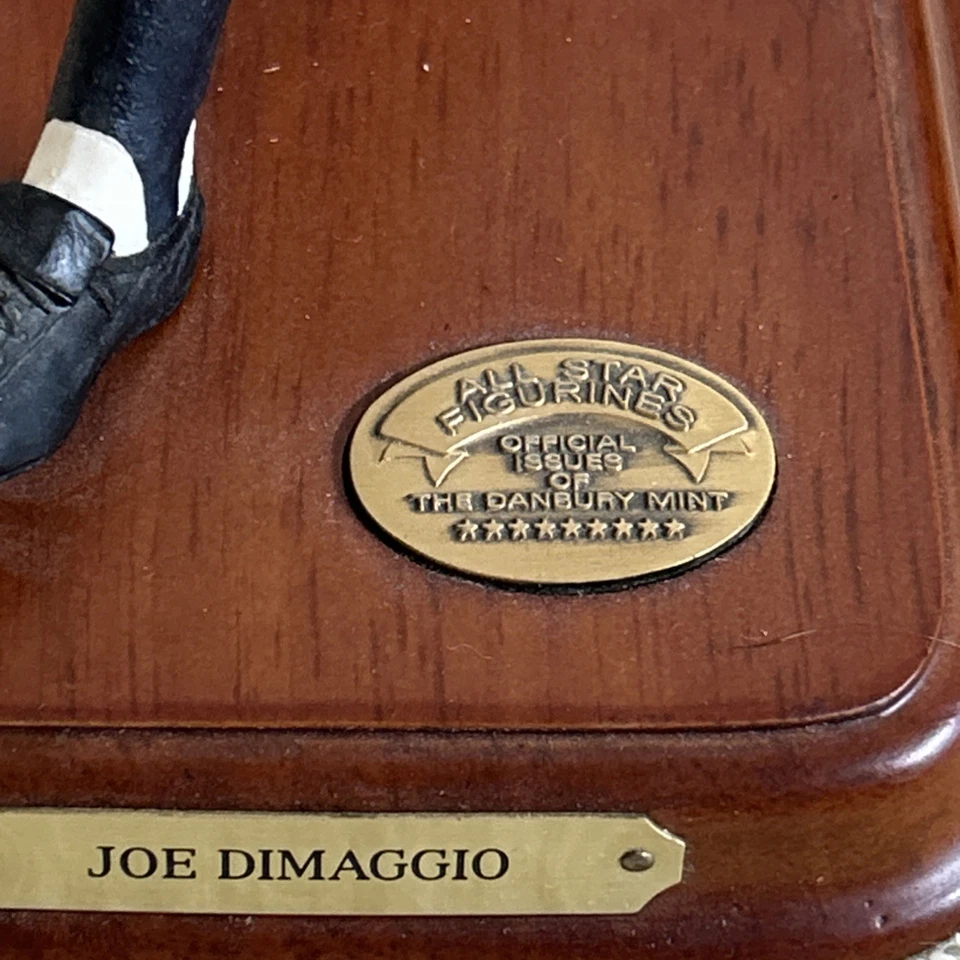 ALL STAR
FIGURINES
OFFICIAL
ISSUES
OF
THE DANBURY MINT
★★★★★★★★★
JOE DIMAGGIO